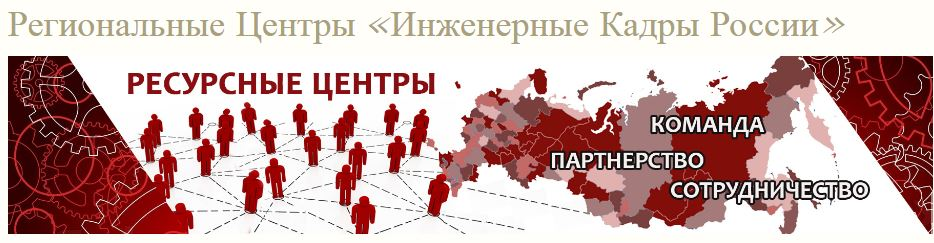 Региональные Центры «Инженерные Кадры России»
РЕСУРСНЫЕ ЦЕНТРЫ
КОМАНДА
ПАРТНЕРСТВО
СОТРУДНИЧЕСТВО